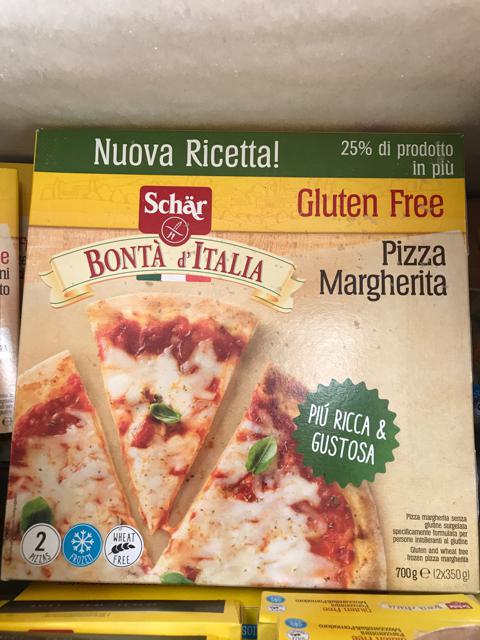 Nuova Ricetta!
25% di prodotto
in più
Schär
Gluten Free
BONTÀ d'ITALIA
Pizza
Margherita
PIÚ RICCA &
GUSTOSA
2
PIZZAS
FROZEN
WHEAT
FREE
Pizza margherita senza
glutine surgelata
specificamente formulata per
persone intolleranti al glutine
Gluten and wheat free
frozen pizza margherita
700g e (2x350g)
Gluten Free